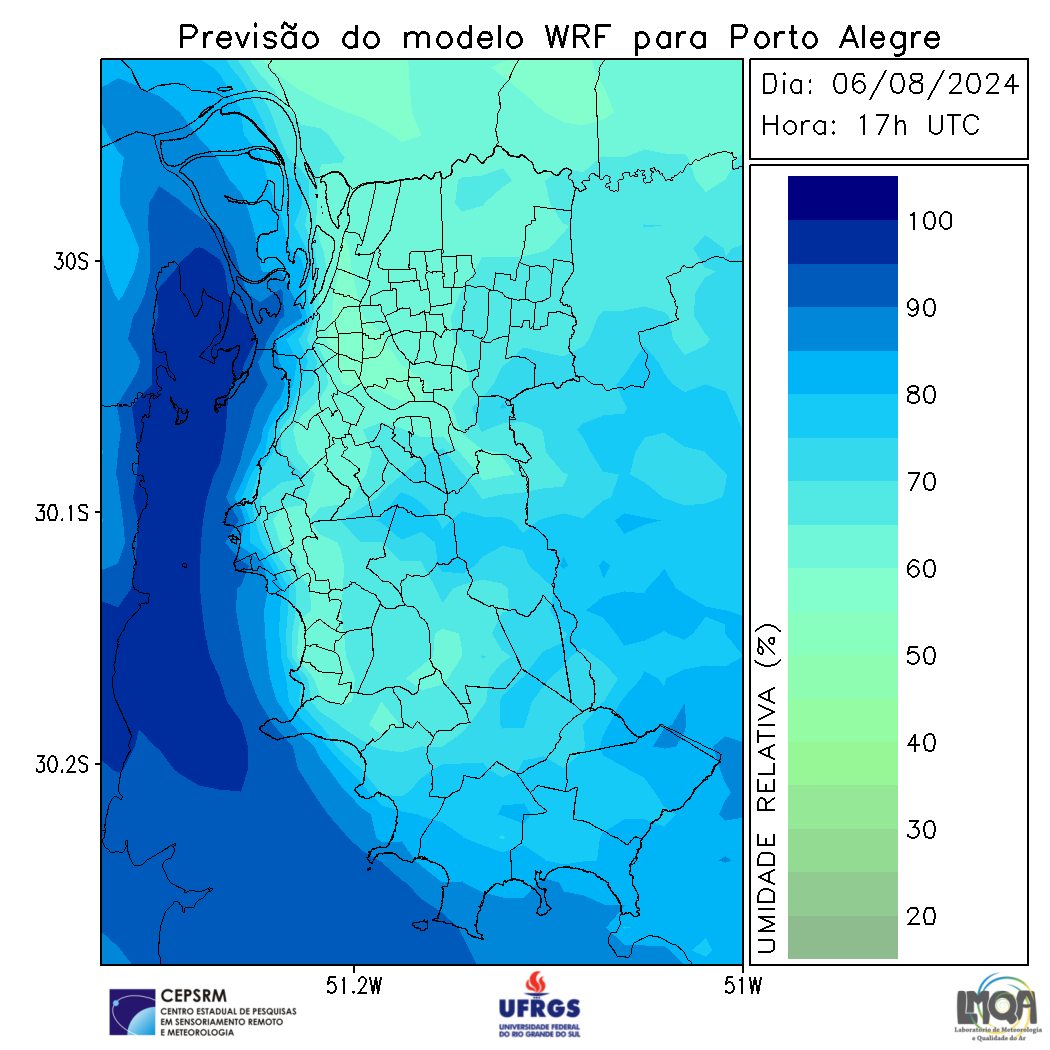 Previsão do modelo WRF para Porto Alegre
Dia: 06/08/2024
Hora: 17h UTC
100
90
80
70
60
50
40
30
20
UMIDADE RELATIVA (%)
30S
30.1S
30.2S
51.2W
51W
CEPSRM
CENTRO ESTADUAL DE PESQUISAS
EM SENSORIAMENTO REMOTO
E METEOROLOGIA
UFRGS
UNIVERSIDADE FEDERAL
DO RIO GRANDE DO SUL
LMQA
Laboratório de Meteorologia
e Qualidade do Ar